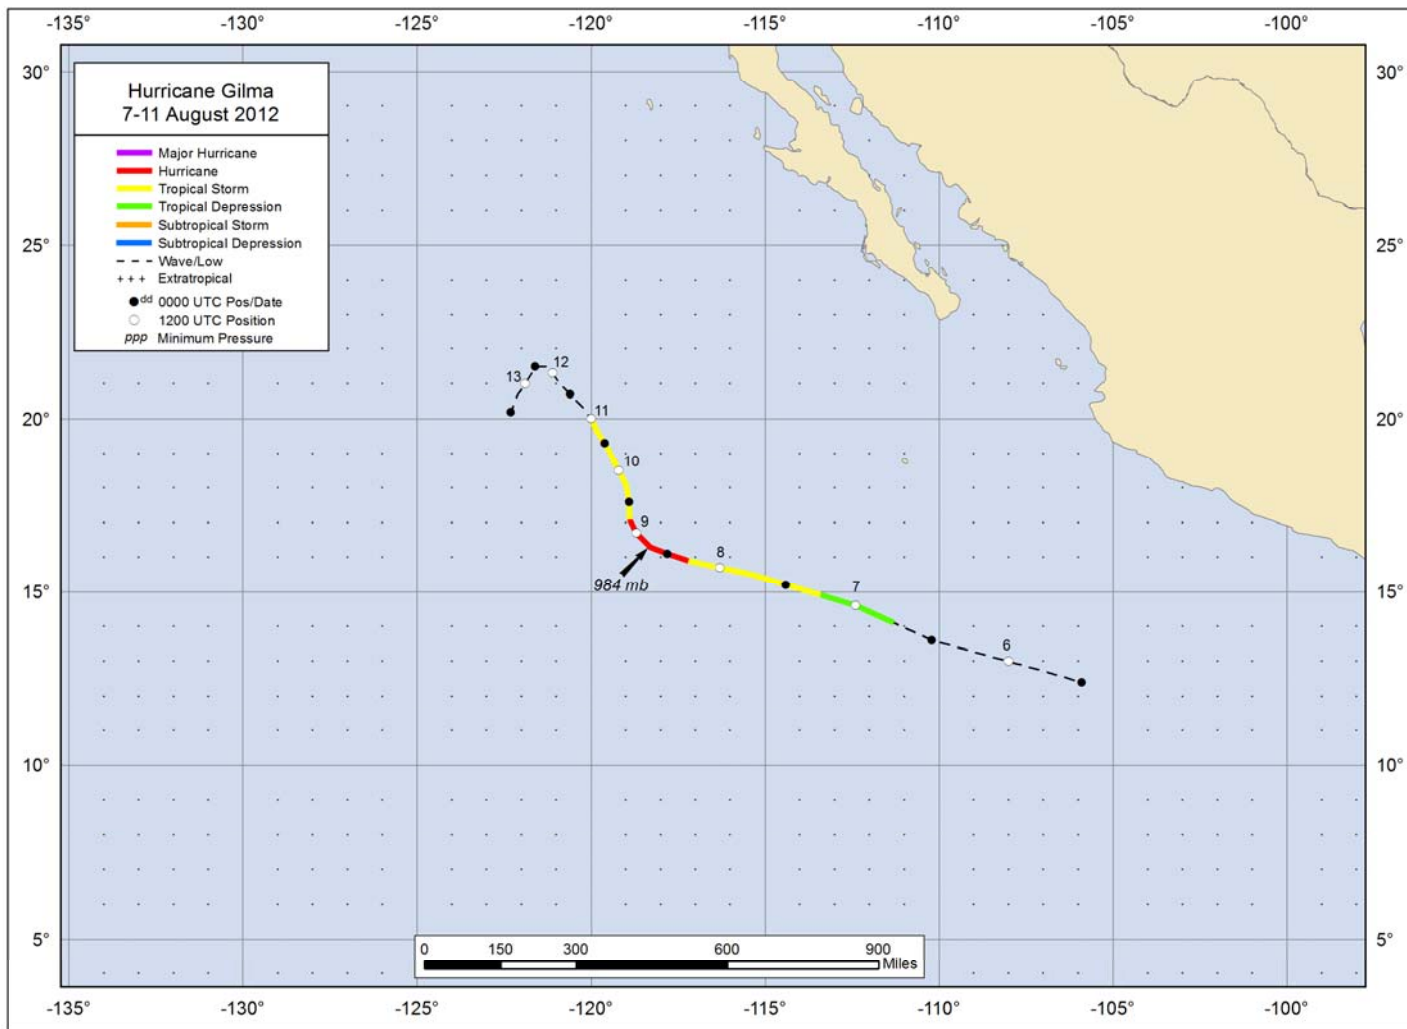 -135° -130° -125° -120° -115° -110° -105° -100°
30° 30°
Hurricane Gilma
7-11 August 2012
Major Hurricane
Hurricane
Tropical Storm
Tropical Depression
Subtropical Storm
Subtropical Depression
Wave/Low
+++ Extratropical
dd 0000 UTC Pos/Date
1200 UTC Position
ppp Minimum Pressure
25° 25°
12
13
11
20° 20°
10
9
8
984 mb
7
15° 15°
6
10° 10°
5° 5°
0 150 300 600 900
Miles
-135° -130° -125° -120° -115° -110° -105° -100°